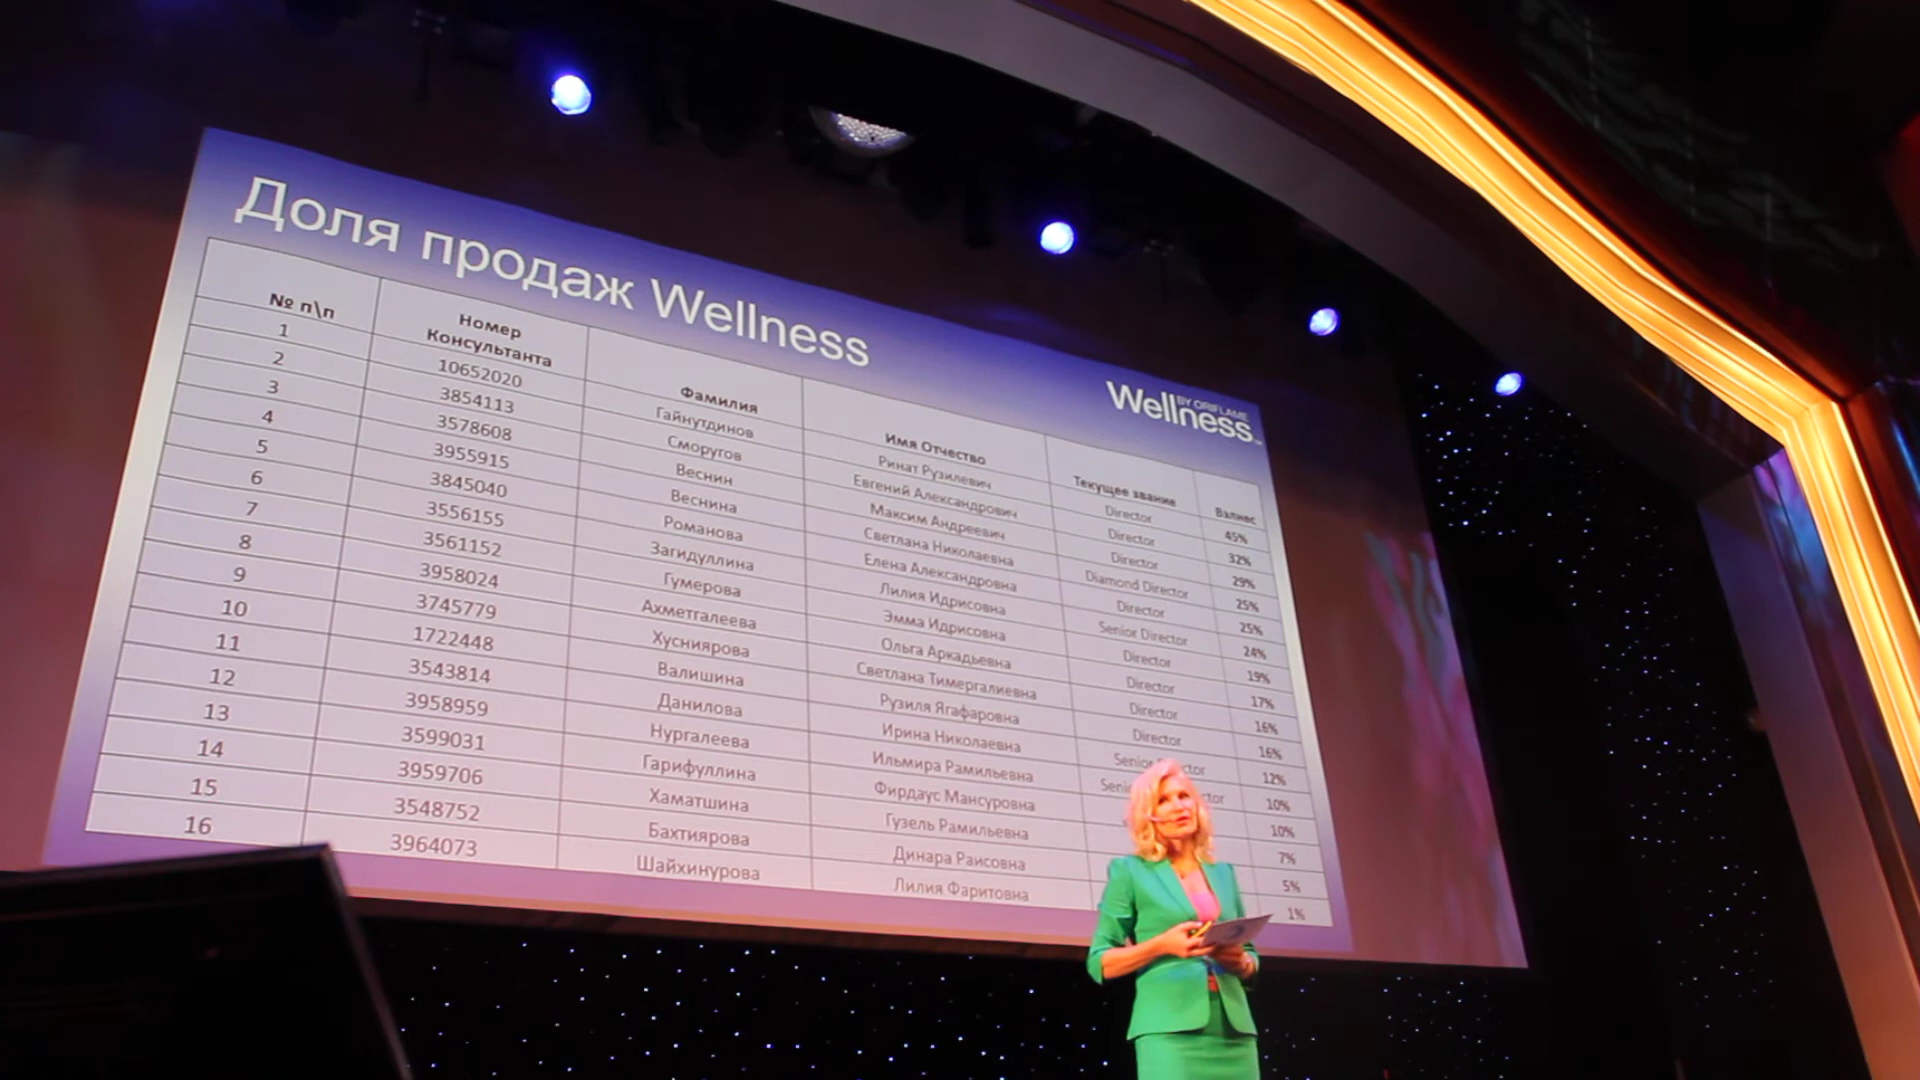 Доля продаж Wellness
Wellness BY ORIFLAME
№ п\п Номер Консультанта Фамилия Имя Отчество Текущее звание Вэлнес
1 10652020 Гайнутдинов Ринат Рузилевич Director 45%
2 3854113 Сморугов Евгений Александрович Director 32%
3 3578608 Веснин Максим Андреевич Director 29%
4 3955915 Веснина Светлана Николаевна Diamond Director 25%
5 3845040 Романова Елена Александровна Director 25%
6 3556155 Загидуллина Лилия Идрисовна Senior Director 24%
7 3561152 Гумерова Эмма Идрисовна Director 19%
8 3958024 Ахметгалеева Ольга Аркадьевна Director 17%
9 3745779 Хусниярова Светлана Тимергалиевна Director 16%
10 1722448 Валишина Рузиля Ягафаровна Director 16%
11 3543814 Данилова Ирина Николаевна Senior 12%
12 3958959 Нургалеева Ильмира Рамильевна 10%
13 3599031 Гарифуллина Фирдаус Мансуровна 10%
14 3959706 Хаматшина Гузель Рамильевна 7%
15 3548752 Бахтиярова Динара Раисовна 5%
16 3964073 Шайхинурова Лилия Фаритовна 1%